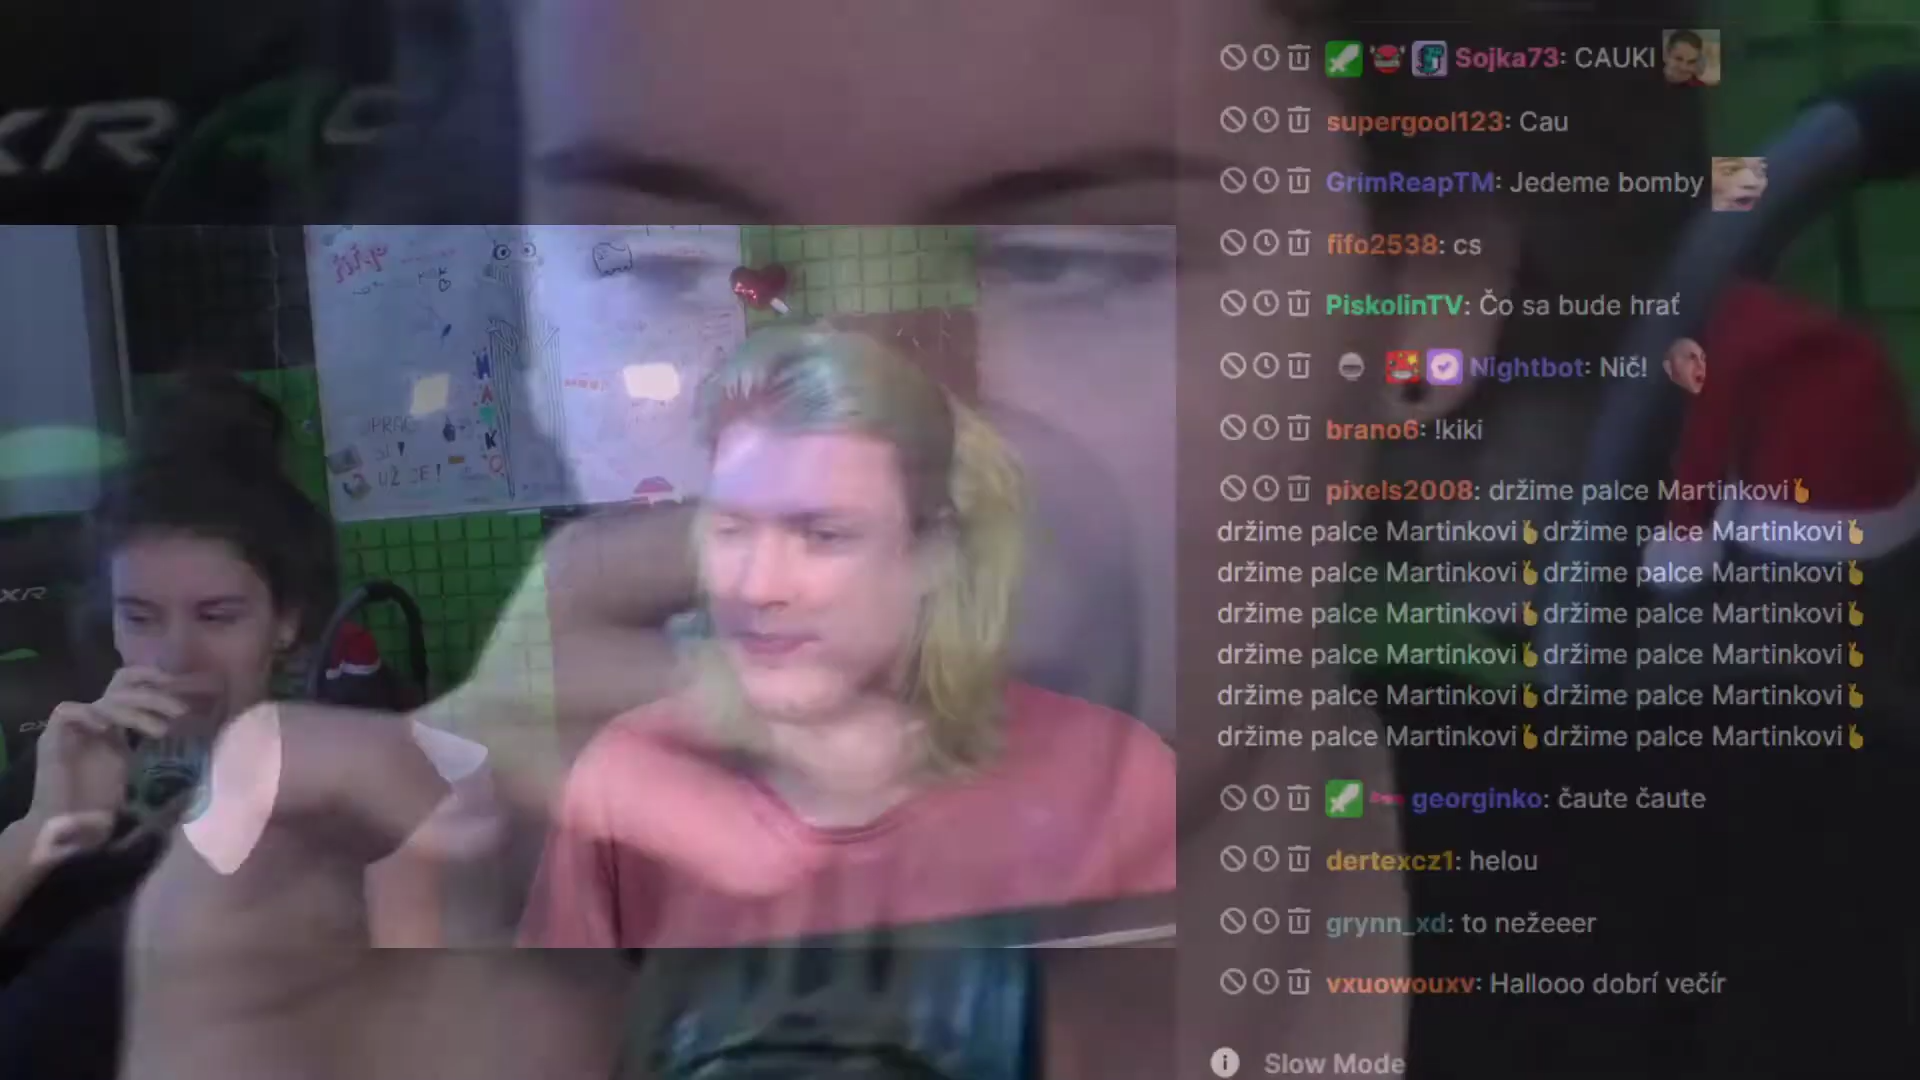 Sojka73: CAUKI
supergool123: Cau
GrimReapTM: Jedeme bomby
fifo2538: cs
PiskolinTV: Čo sa bude hrať
Nightbot: Nič!
brano6: !kiki
pixels2008: držime palce Martinkovi🫰
držime palce Martinkovi🫰držime palce Martinkovi🫰
držime palce Martinkovi🫰držime palce Martinkovi🫰
držime palce Martinkovi🫰držime palce Martinkovi🫰
držime palce Martinkovi🫰držime palce Martinkovi🫰
držime palce Martinkovi🫰držime palce Martinkovi🫰
držime palce Martinkovi🫰držime palce Martinkovi🫰
georginko: čaute čaute
dertexcz1: helou
grynn_xd: to nežeeer
vxuowouxv: Hallooo dobrí večír
Slow Mode